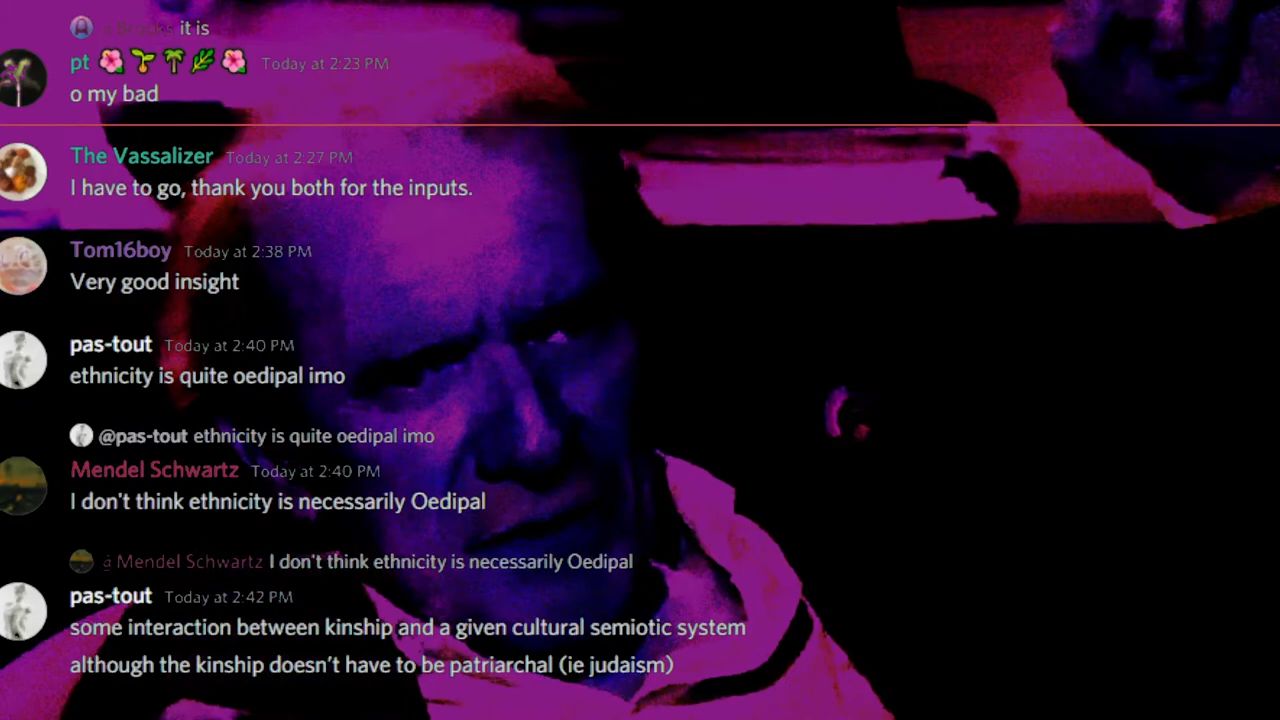 it is
pt 🌺 🌱 🌴 🌿 🌺 Today at 2:23 PM
o my bad
The Vassalizer Today at 2:27 PM
I have to go, thank you both for the inputs.
Tom16boy Today at 2:38 PM
Very good insight
pas-tout Today at 2:40 PM
ethnicity is quite oedipal imo
@pas-tout ethnicity is quite oedipal imo
Mendel Schwartz Today at 2:40 PM
I don't think ethnicity is necessarily Oedipal
Mendel Schwartz I don't think ethnicity is necessarily Oedipal
pas-tout Today at 2:42 PM
some interaction between kinship and a given cultural semiotic system
although the kinship doesn't have to be patriarchal (ie judaism)